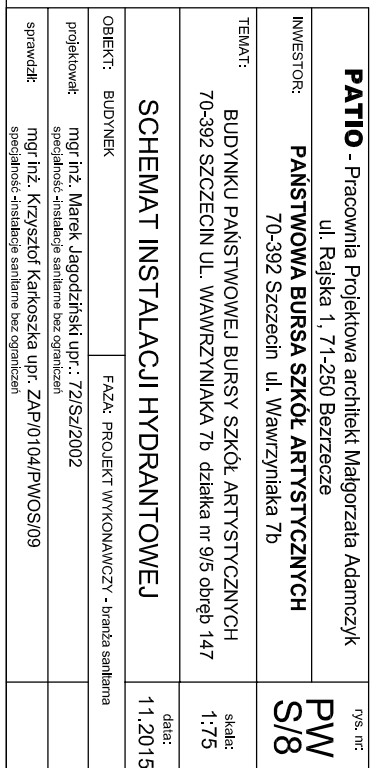 PATIO - Pracownia Projektowa architekt Małgorzata Adamczyk
ul. Rajska 1, 71-250 Bezrzecze
rys. nr:
PW
S/8
INWESTOR:
PAŃSTWOWA BURSA SZKÓŁ ARTYSTYCZNYCH
70-392 Szczecin ul. Wawrzyniaka 7b
TEMAT:
BUDYNKU PAŃSTWOWEJ BURSY SZKÓŁ ARTYSTYCZNYCH
70-392 SZCZECIN UL. WAWRZYNIAKA 7b działka nr 9/5 obręb 147
skala:
1:75
SCHEMAT INSTALACJI HYDRANTOWEJ
data:
11.2015
OBIEKT: BUDYNEK
FAZA: PROJEKT WYKONAWCZY - branża sanitarna
projektował: mgr inż. Marek Jagodziński upr.: 72/Sz/2002
specjalność -instalacje sanitarne bez ograniczeń
sprawdził: mgr inż. Krzysztof Karkoszka upr. ZAP/0104/PWOS/09
specjalność -instalacje sanitarne bez ograniczeń